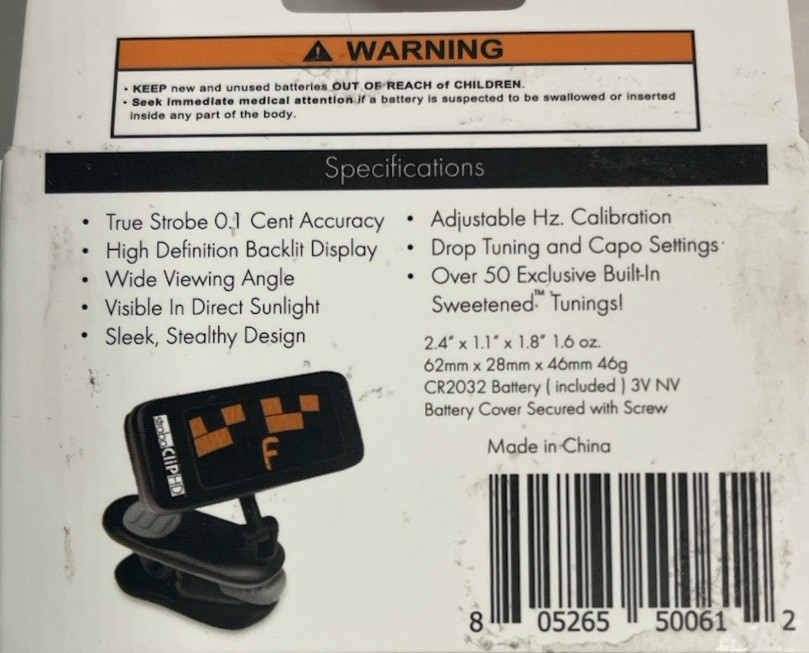 WARNING
• KEEP new and unused batteries OUT OF REACH of CHILDREN.
• Seek immediate medical attention if a battery is suspected to be swallowed or inserted
inside any part of the body.
Specifications
• True Strobe 0.1 Cent Accuracy
• High Definition Backlit Display
• Wide Viewing Angle
• Visible In Direct Sunlight
• Sleek, Stealthy Design
• Adjustable Hz. Calibration
• Drop Tuning and Capo Settings
• Over 50 Exclusive Built-In
Sweetened™ Tunings!
2.4" x 1.1" x 1.8" 1.6 oz.
62mm x 28mm x 46mm 46g
CR2032 Battery ( included ) 3V NV
Battery Cover Secured with Screw
Made in China
stroboClipHD
F
8 05265 50061 2